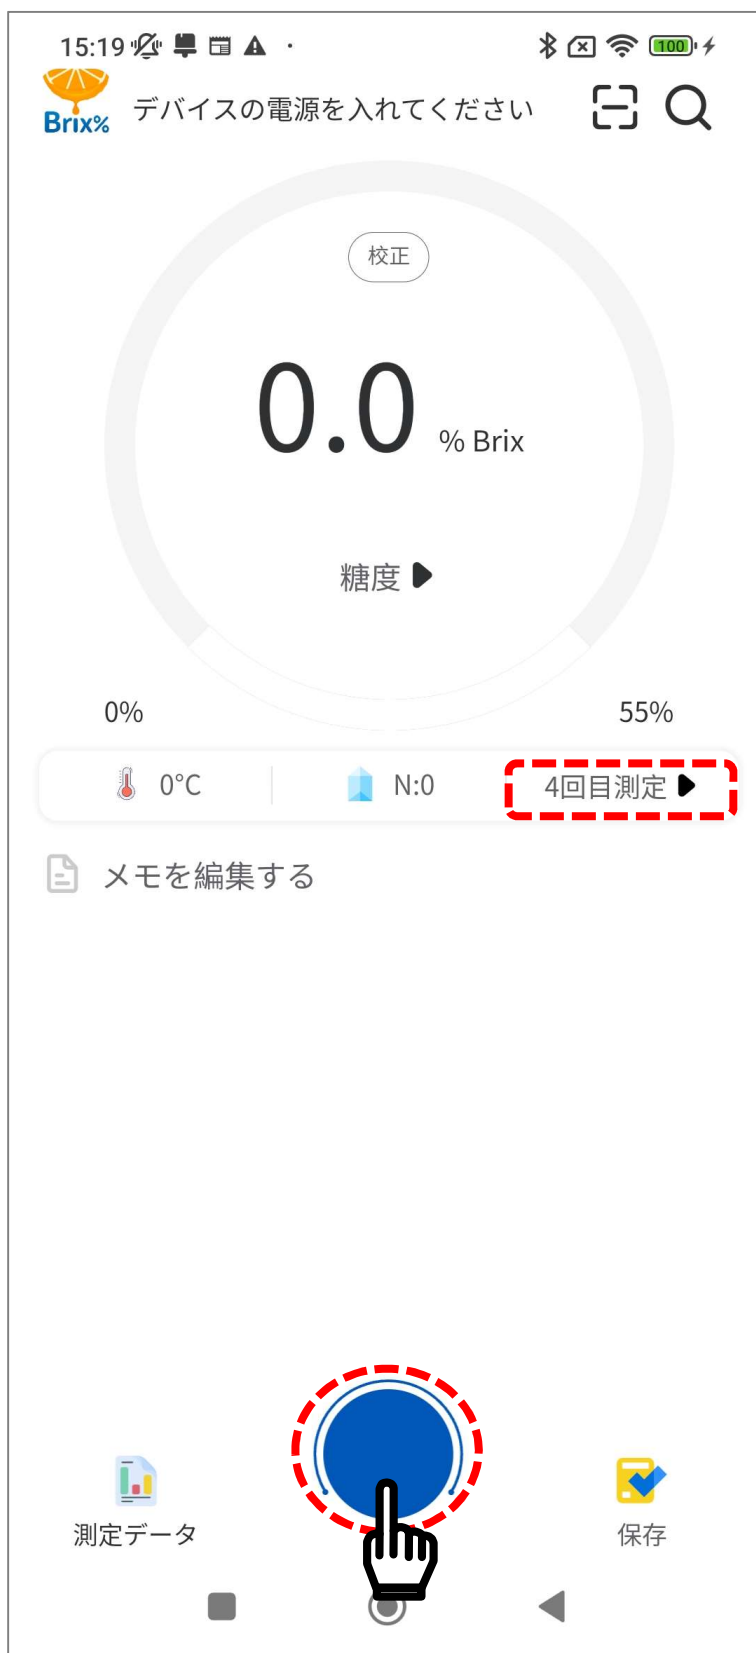 15:19
100
Brix%
デバイスの電源を入れてください
校正
0.0 % Brix
糖度
0%
55%
0°C
N:0
4回目測定
メモを編集する
測定データ
保存